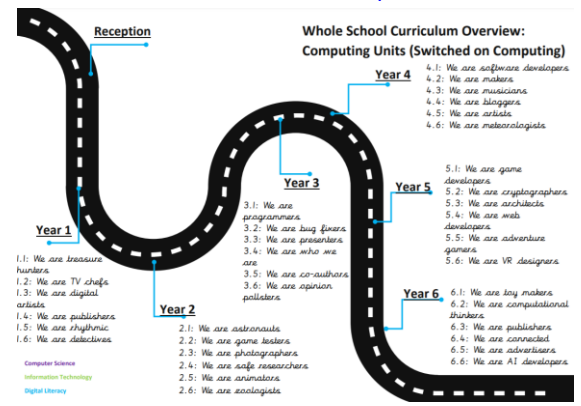 Reception
Whole School Curriculum Overview:
Computing Units (Switched on Computing)
Year 4
4.1: We are software developers
4.2: We are makers
4.3: We are musicians
4.4: We are bloggers
4.5: We are artists
4.6: We are meteorologists
Year 3
3.1: We are
programmers
3.2: We are bug fixers
3.3: We are presenters
3.4: We are who we
are
3.5: We are co-authors
3.6: We are opinion
pollsters
Year 5
5.1: We are game
developers
5.2: We are cryptographers
5.3: We are architects
5.4: We are web
developers
5.5: We are adventure
gamers
5.6: We are VR designers
Year 1
1.1: We are treasure
hunters
1.2: We are TV chefs
1.3: We are digital
artists
1.4: We are publishers
1.5: We are rhythmic
1.6: We are detectives
Year 2
2.1: We are astronauts
2.2: We are game testers
2.3: We are photographers
2.4: We are safe researchers
2.5: We are animators
2.6: We are zoologists
Year 6
6.1: We are toy makers
6.2: We are computational
thinkers
6.3: We are publishers
6.4: We are connected
6.5: We are advertisers
6.6: We are AI developers
Computer Science
Information Technology
Digital Literacy